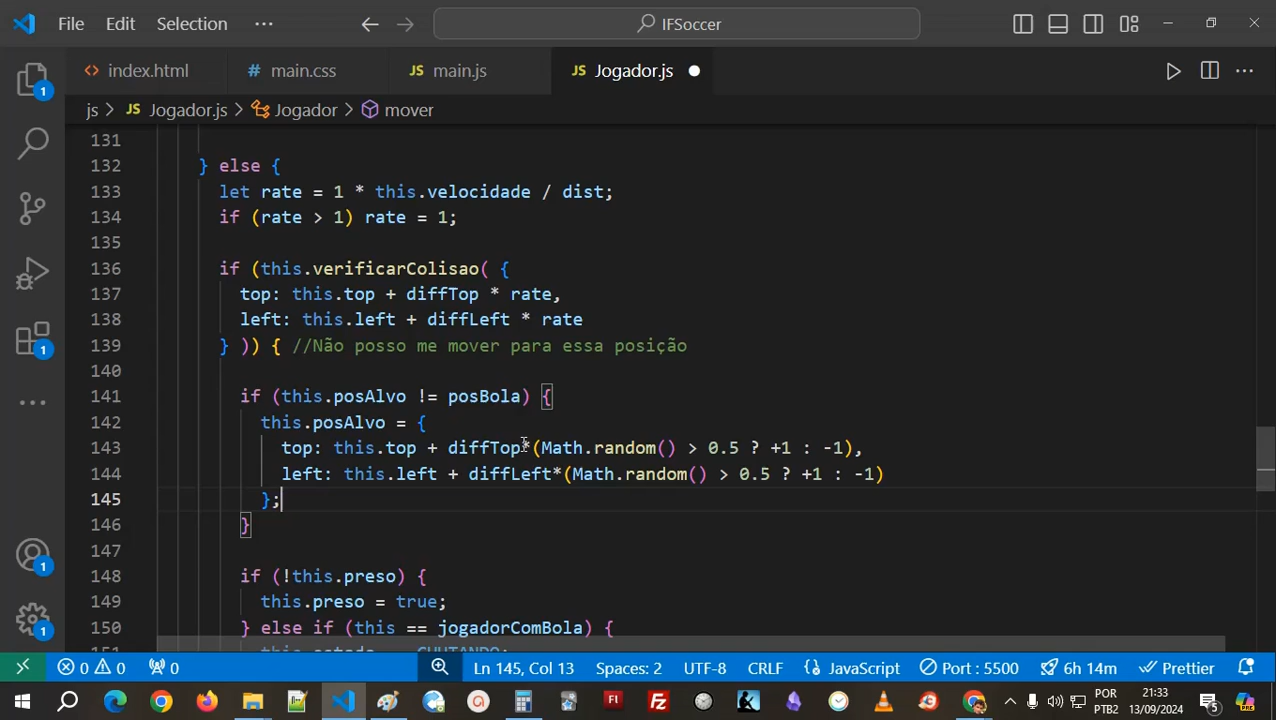 File Edit Selection ··· IFSoccer
index.html main.css main.js Jogador.js
js > Jogador.js > Jogador > mover
131
132 } else {
133 let rate = 1 * this.velocidade / dist;
134 if (rate > 1) rate = 1;
135
136 if (this.verificarColisao( {
137 top: this.top + diffTop * rate,
138 left: this.left + diffLeft * rate
139 } )) { //Não posso me mover para essa posição
140
141 if (this.posAlvo != posBola) {
142 this.posAlvo = {
143 top: this.top + diffTop*(Math.random() > 0.5 ? +1 : -1),
144 left: this.left + diffLeft*(Math.random() > 0.5 ? +1 : -1)
145 };
146 }
147
148 if (!this.preso) {
149 this.preso = true;
150 } else if (this == jogadorComBola) {
0 0 0 Ln 145, Col 13 Spaces: 2 UTF-8 CRLF {} JavaScript Port : 5500 6h 14m Prettier
POR 21:33
PTB2 13/09/2024 5